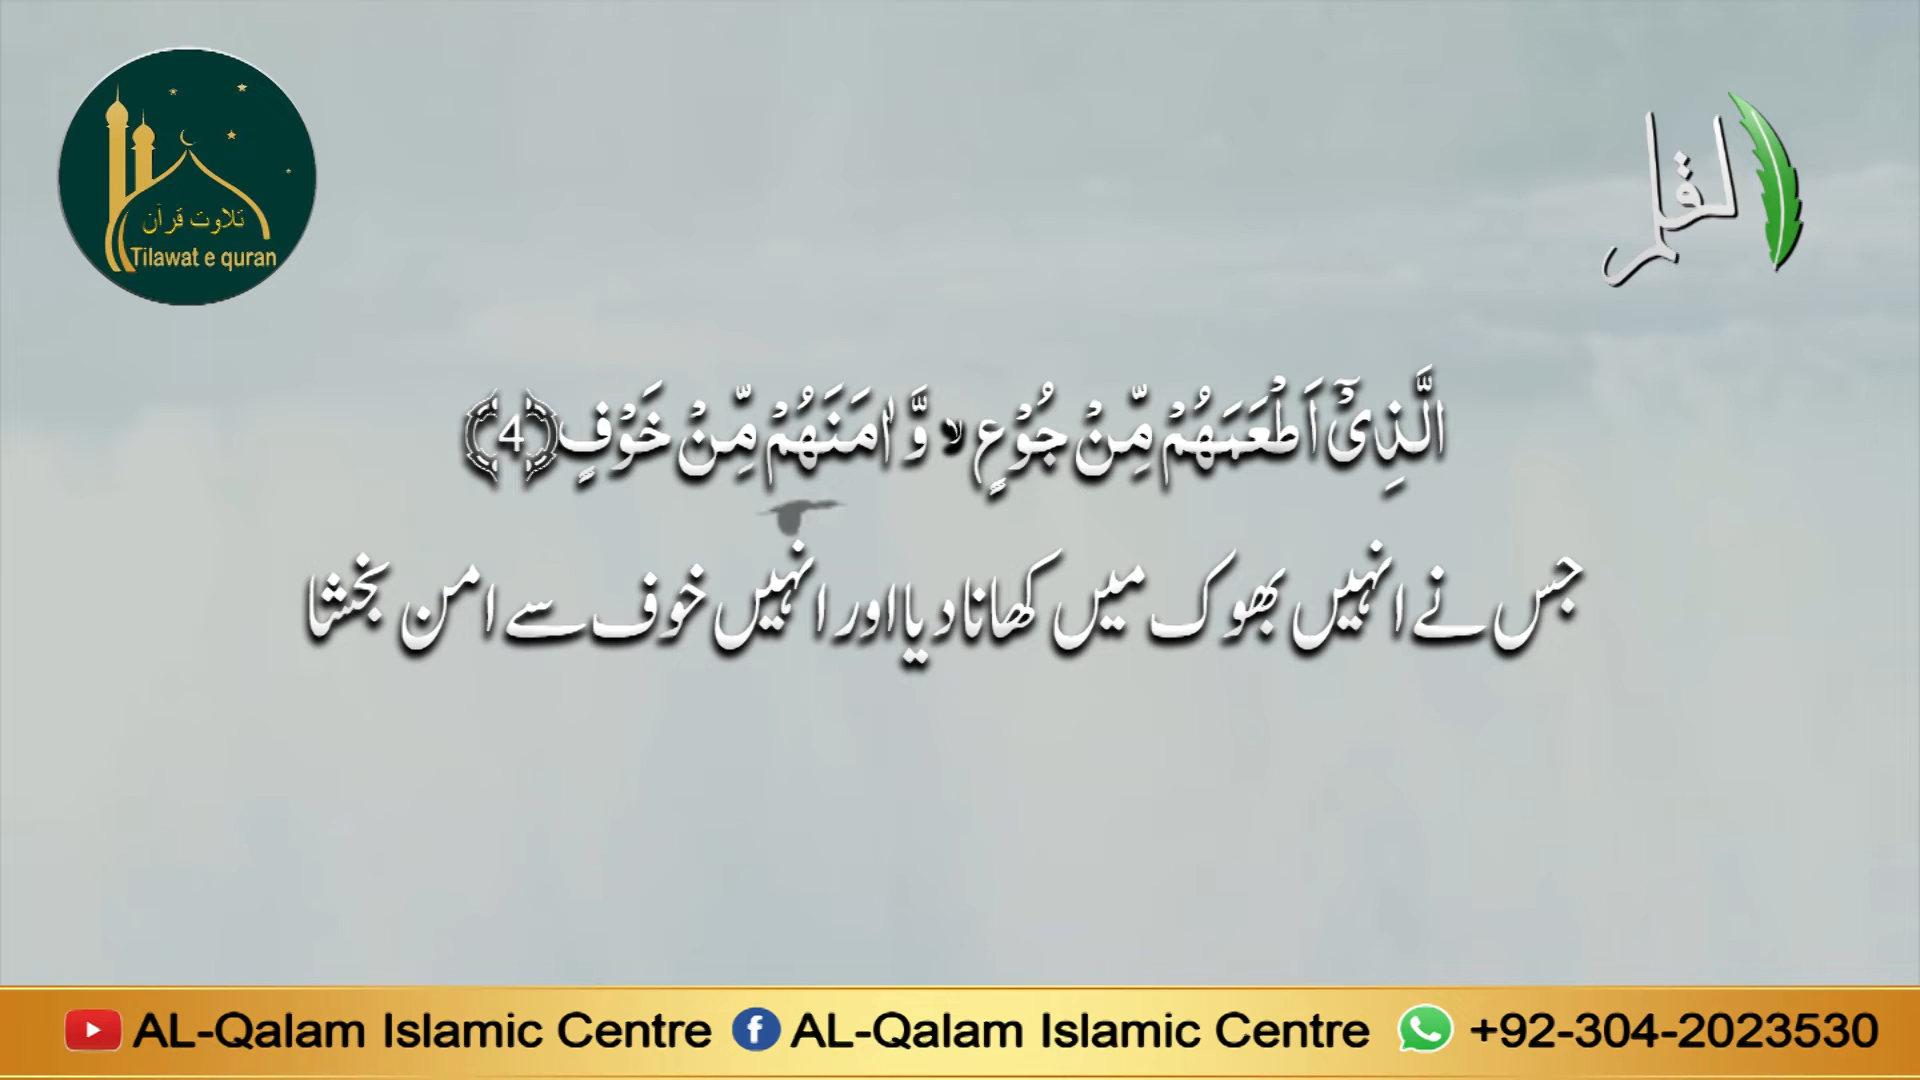 تلاوت قرآن
Tilawat e quran
القلم
الَّذِیْۤ اَطْعَمَهُمْ مِّنْ جُوْعٍ ۙ وَّ اٰمَنَهُمْ مِّنْ خَوْفٍ ﴿4﴾
جس نے انہیں بھوک میں کھانا دیا اور انہیں خوف سے امن بخشا
AL-Qalam Islamic Centre AL-Qalam Islamic Centre +92-304-2023530